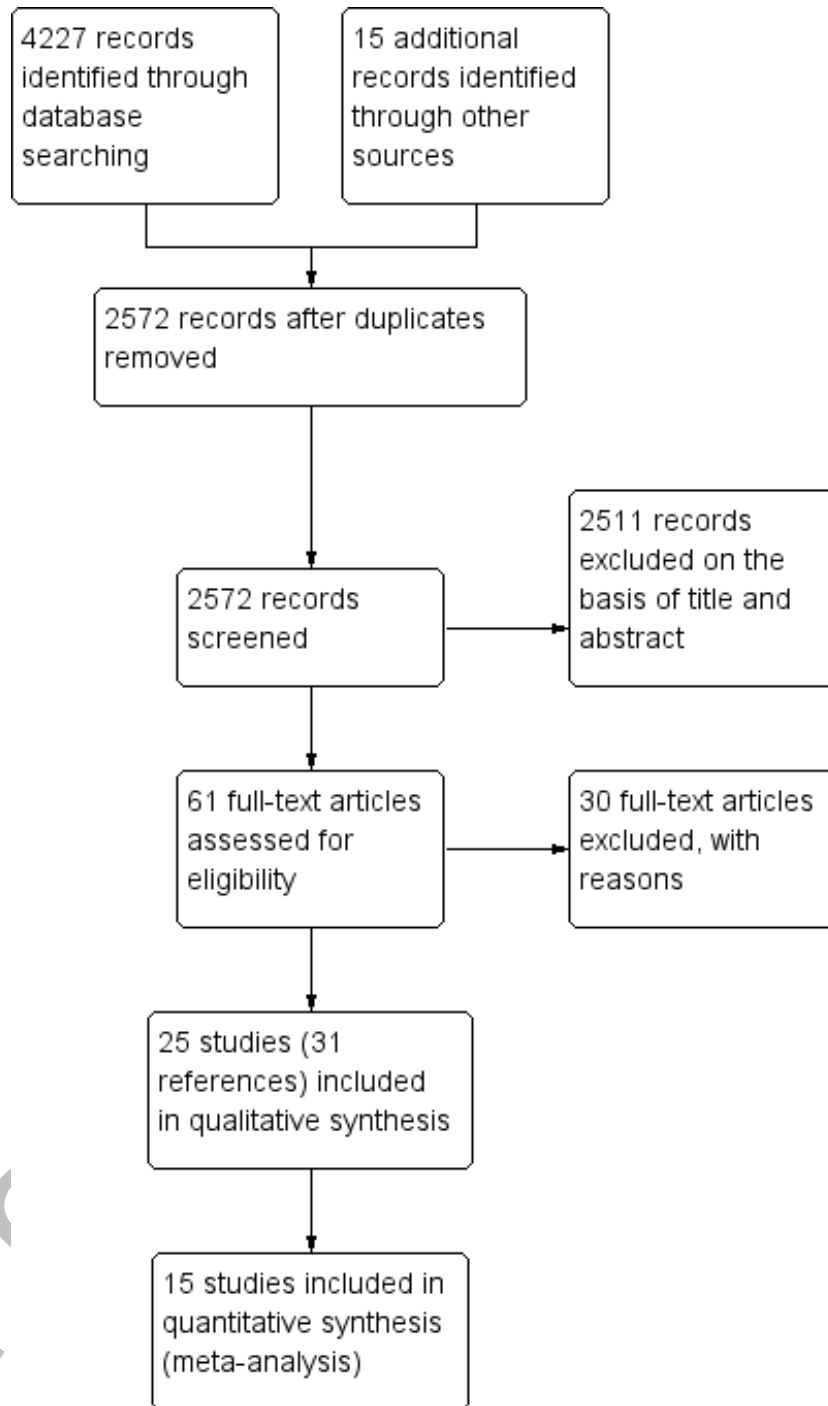 4227 records
identified through
database
searching
15 additional
records identified
through other
sources
2572 records after duplicates
removed
2572 records
screened
2511 records
excluded on the
basis of title and
abstract
61 full-text articles
assessed for
eligibility
30 full-text articles
excluded, with
reasons
25 studies (31
references) included
in qualitative synthesis
15 studies included in
quantitative synthesis
(meta-analysis)